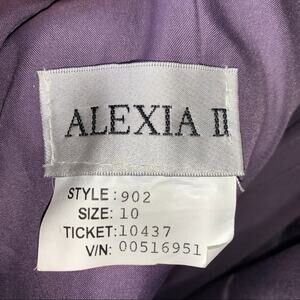 ALEXIA II
STYLE: 902
SIZE: 10
TICKET: 10437
V/N: 00516951